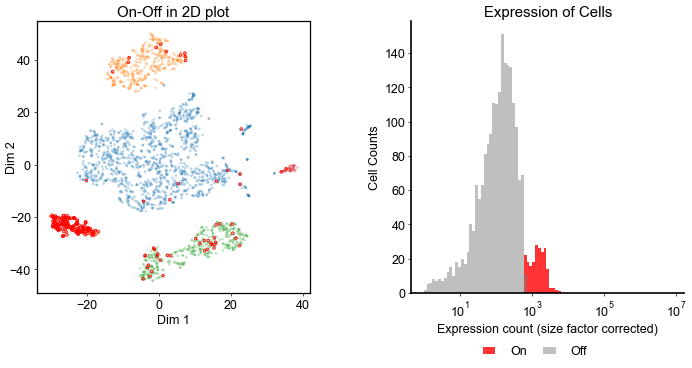 On-Off in 2D plot
Dim 2
40
20
0
−20
−40
−20
0
20
40
Dim 1
Expression of Cells
Cell Counts
140
120
100
80
60
40
20
0
10^1
10^3
10^5
10^7
Expression count (size factor corrected)
On
Off